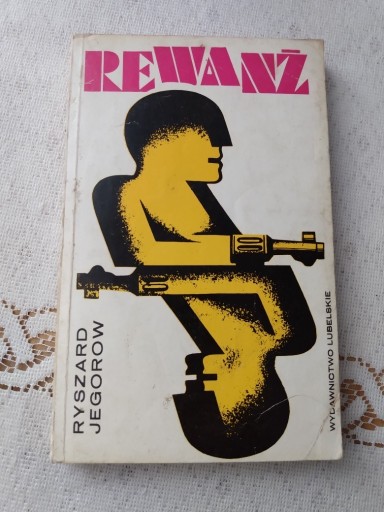 REWANŻ
RYSZARD
JEGOROW
WYDAWNICTWO LUBELSKIE